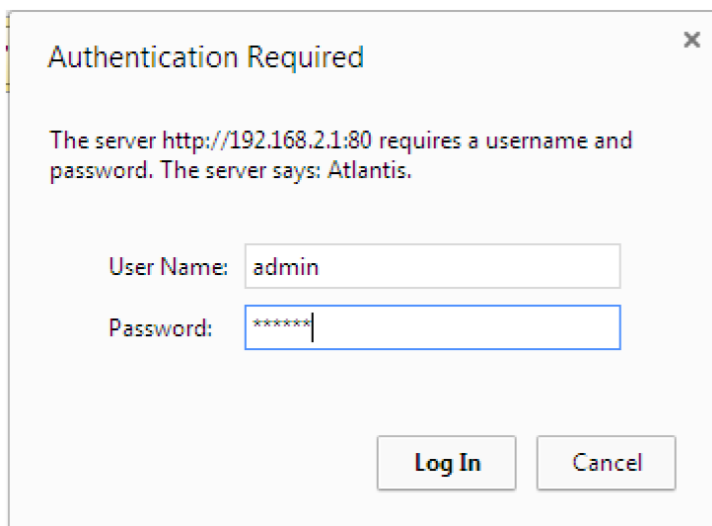 Authentication Required
The server http://192.168.2.1:80 requires a username and
password. The server says: Atlantis.
User Name: admin
Password: ******
Log In Cancel